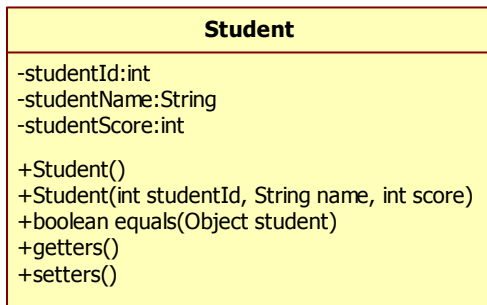 Student
-studentId:int
-studentName:String
-studentScore:int
+Student()
+Student(int studentId, String name, int score)
+boolean equals(Object student)
+getters()
+setters()